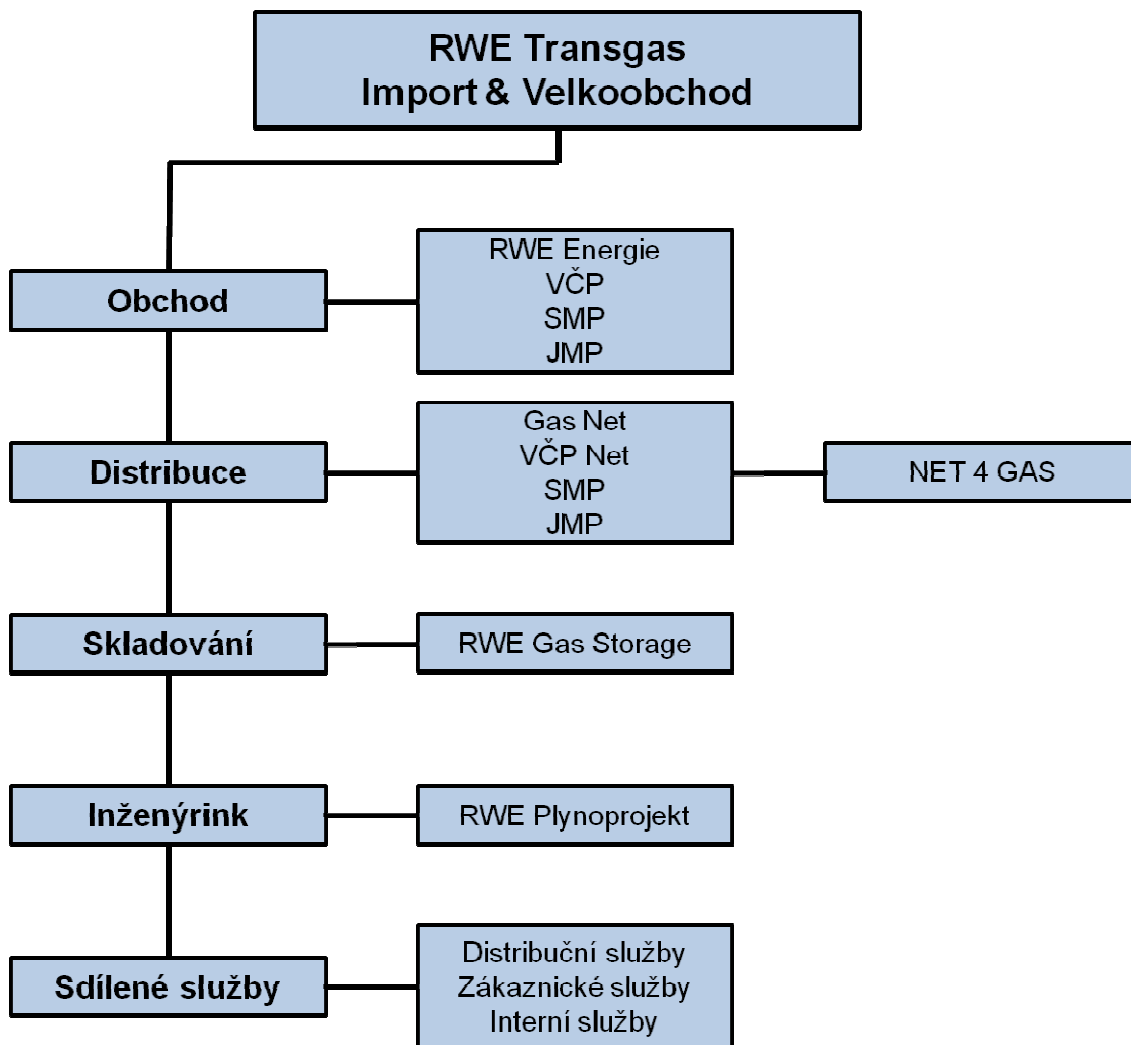 RWE Transgas
Import & Velkoobchod
Obchod
RWE Energie
VČP
SMP
JMP
Distribuce
Gas Net
VČP Net
SMP
JMP
NET 4 GAS
Skladování
RWE Gas Storage
Inženýrink
RWE Plynoprojekt
Sdílené služby
Distribuční služby
Zákaznické služby
Interní služby